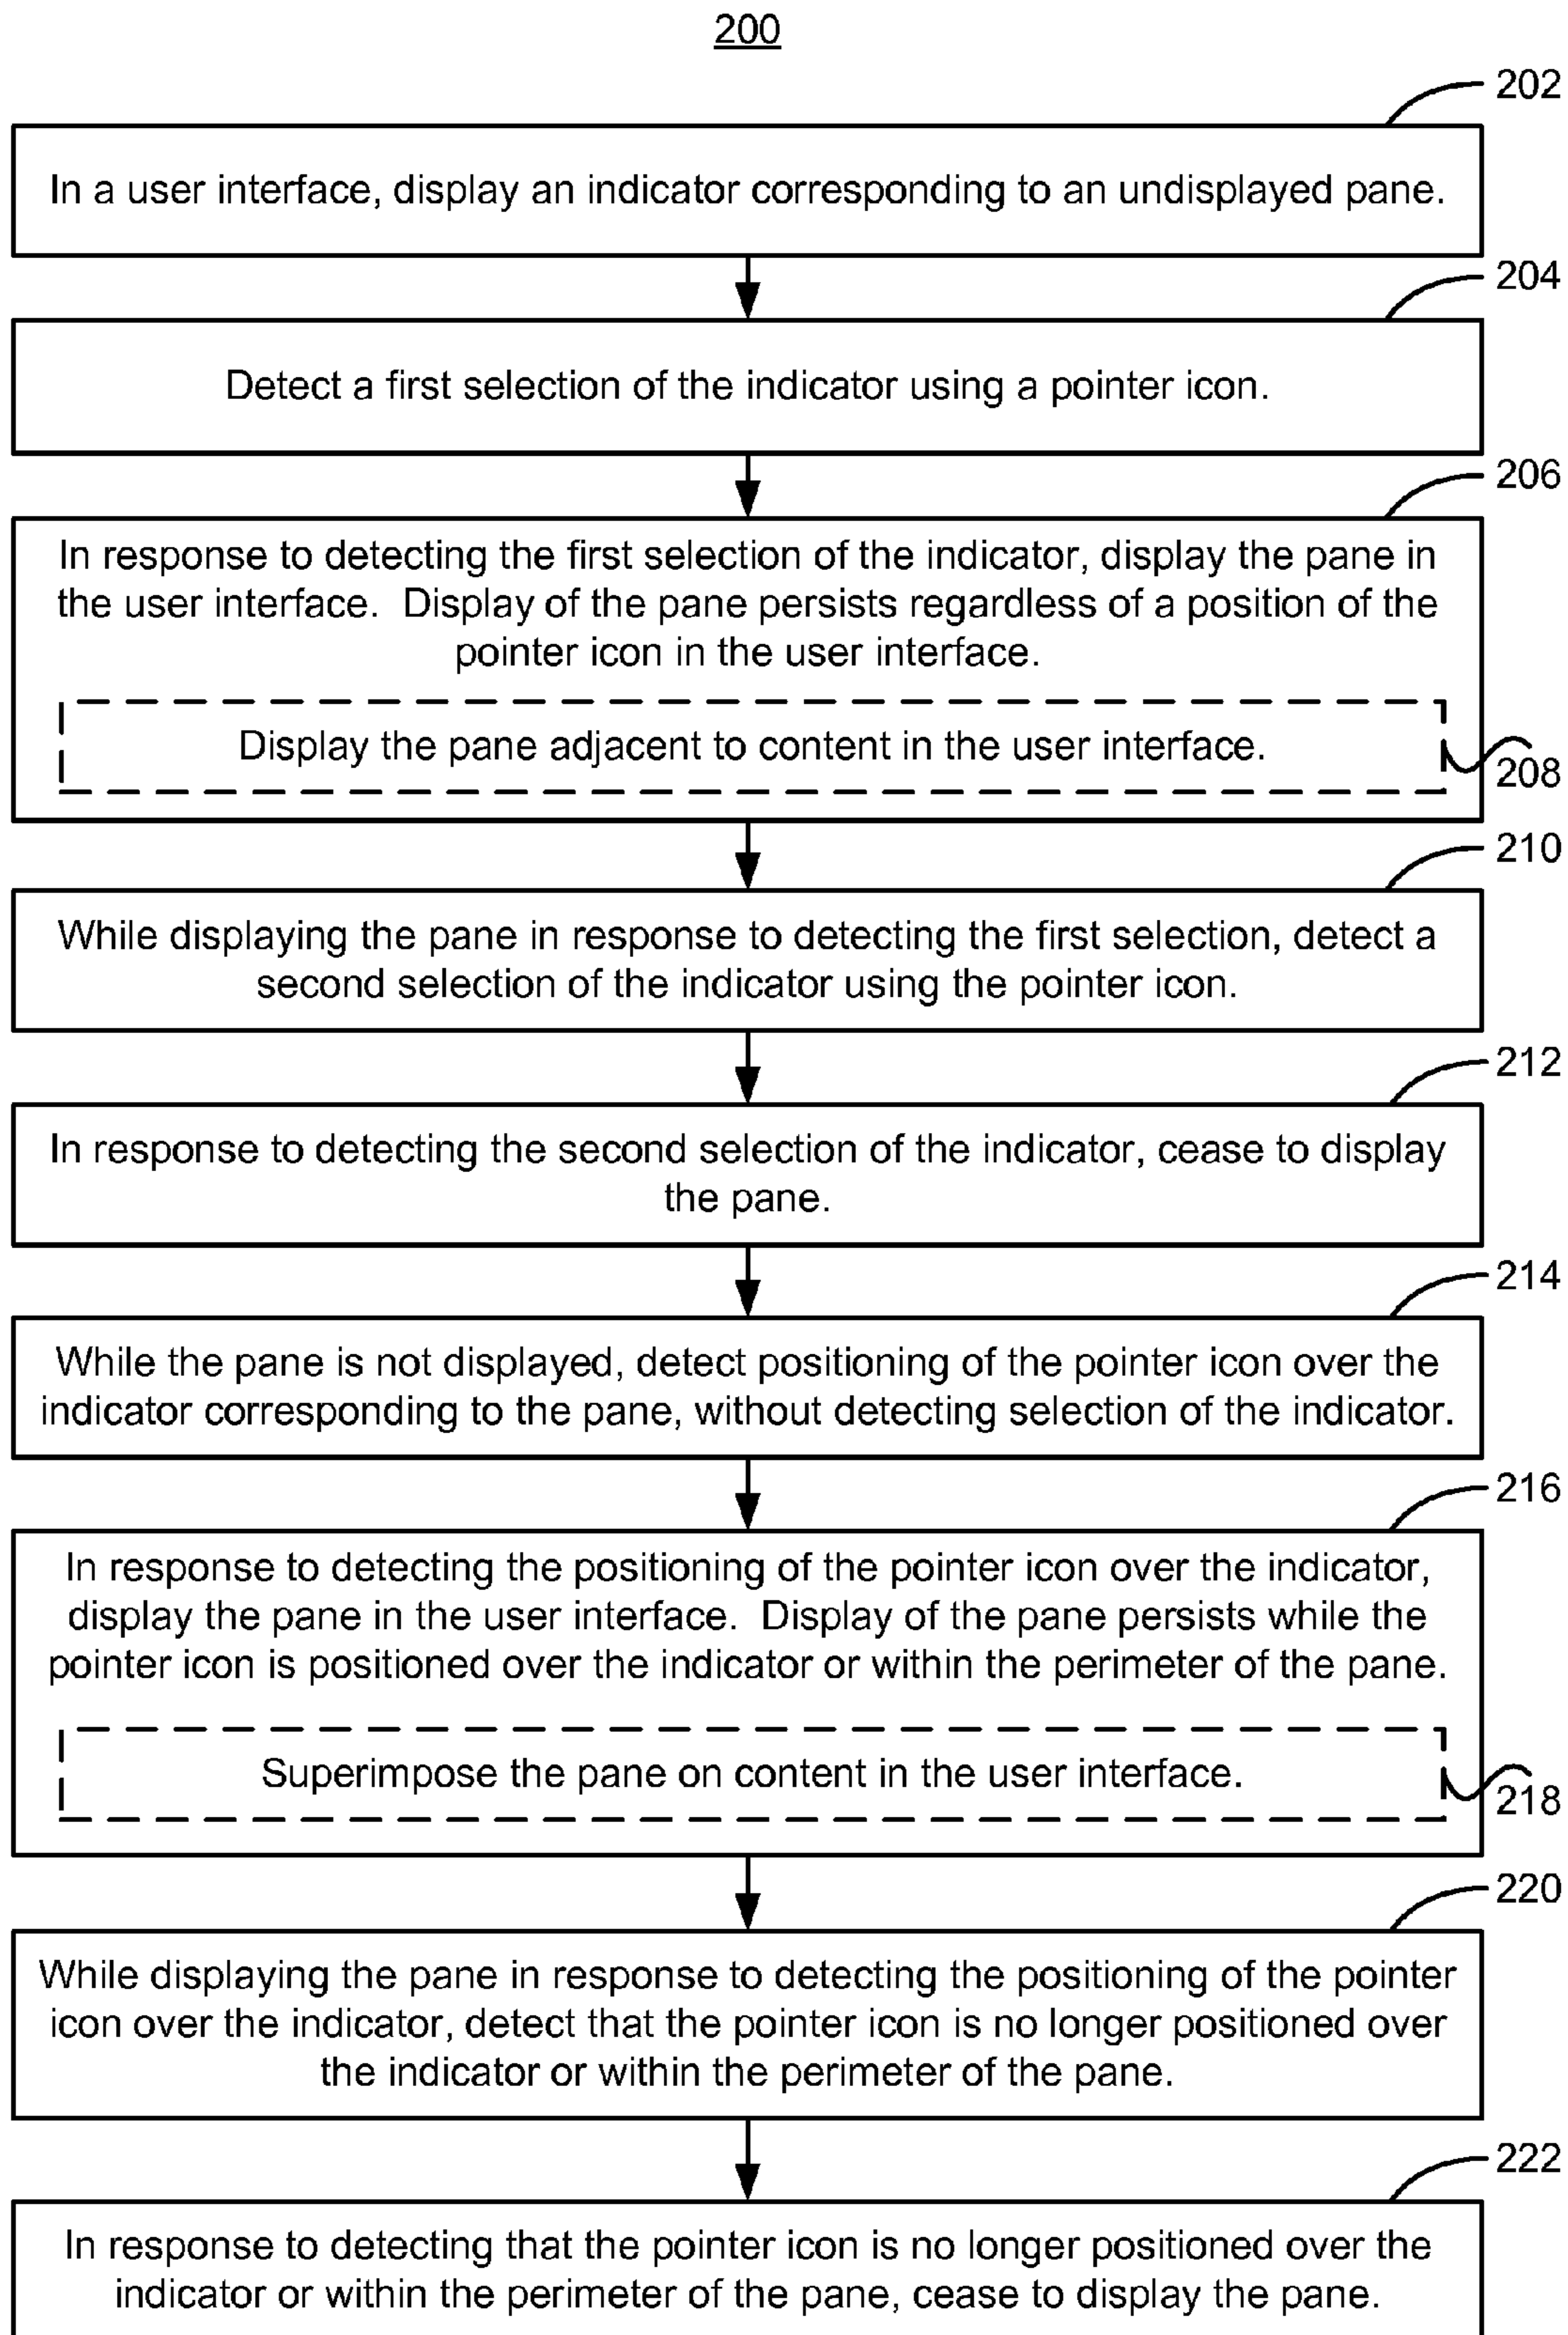 200
202
In a user interface, display an indicator corresponding to an undisplayed pane.
204
Detect a first selection of the indicator using a pointer icon.
206
In response to detecting the first selection of the indicator, display the pane in
the user interface.  Display of the pane persists regardless of a position of the
pointer icon in the user interface.
Display the pane adjacent to content in the user interface.
208
210
While displaying the pane in response to detecting the first selection, detect a
second selection of the indicator using the pointer icon.
212
In response to detecting the second selection of the indicator, cease to display
the pane.
214
While the pane is not displayed, detect positioning of the pointer icon over the
indicator corresponding to the pane, without detecting selection of the indicator.
216
In response to detecting the positioning of the pointer icon over the indicator,
display the pane in the user interface.  Display of the pane persists while the
pointer icon is positioned over the indicator or within the perimeter of the pane.
Superimpose the pane on content in the user interface.
218
220
While displaying the pane in response to detecting the positioning of the pointer
icon over the indicator, detect that the pointer icon is no longer positioned over
the indicator or within the perimeter of the pane.
222
In response to detecting that the pointer icon is no longer positioned over the
indicator or within the perimeter of the pane, cease to display the pane.